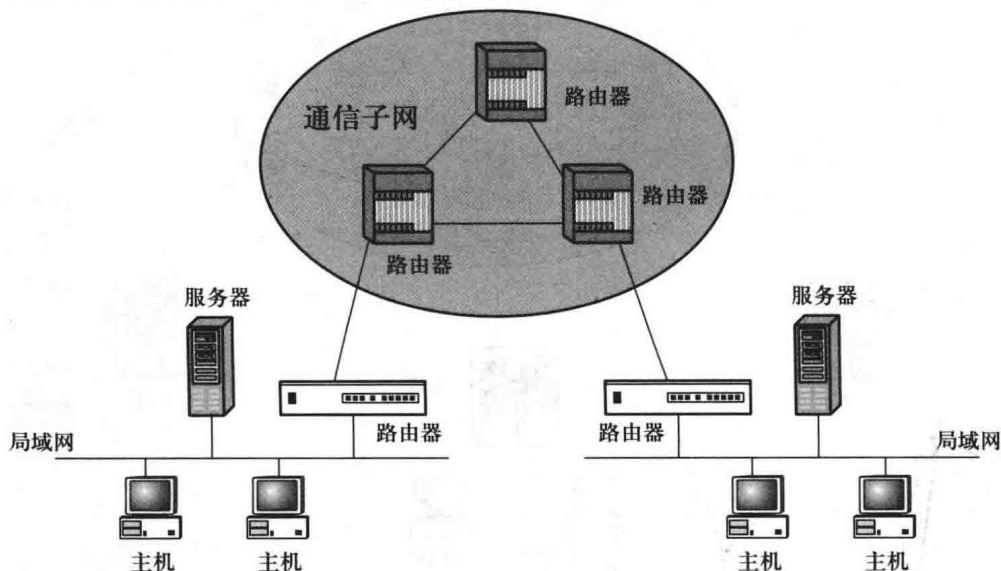 路由器
通信子网
路由器
路由器
服务器
服务器
路由器
路由器
局域网
局域网
主机
主机
主机
主机